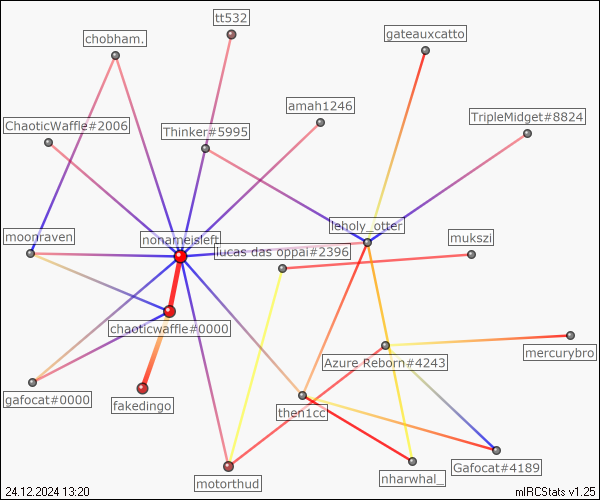 tt532
chobham.
gateauxcatto
amah1246
TripleMidget#8824
ChaoticWaffle#2006
Thinker#5995
leholy_otter
moonraven
nonameisleft
mukszi
lucas das oppai#2396
chaoticwaffle#0000
mercurybro
Azure Reborn#4243
gafocat#0000
fakedingo
then1cc
Gafocat#4189
motorthud
nharwhal_
24.12.2024 13:20
mIRCStats v1.25